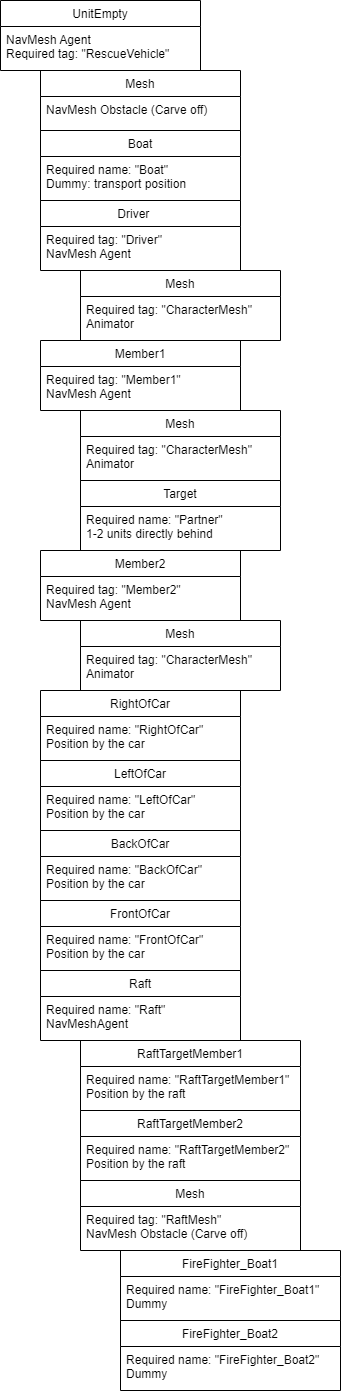 UnitEmpty
NavMesh Agent
Required tag: "RescueVehicle"
Mesh
NavMesh Obstacle (Carve off)
Boat
Required name: "Boat"
Dummy: transport position
Driver
Required tag: "Driver"
NavMesh Agent
Mesh
Required tag: "CharacterMesh"
Animator
Member1
Required tag: "Member1"
NavMesh Agent
Mesh
Required tag: "CharacterMesh"
Animator
Target
Required name: "Partner"
1-2 units directly behind
Member2
Required tag: "Member2"
NavMesh Agent
Mesh
Required tag: "CharacterMesh"
Animator
RightOfCar
Required name: "RightOfCar"
Position by the car
LeftOfCar
Required name: "LeftOfCar"
Position by the car
BackOfCar
Required name: "BackOfCar"
Position by the car
FrontOfCar
Required name: "FrontOfCar"
Position by the car
Raft
Required name: "Raft"
NavMeshAgent
RaftTargetMember1
Required name: "RaftTargetMember1"
Position by the raft
RaftTargetMember2
Required name: "RaftTargetMember2"
Position by the raft
Mesh
Required tag: "RaftMesh"
NavMesh Obstacle (Carve off)
FireFighter_Boat1
Required name: "FireFighter_Boat1"
Dummy
FireFighter_Boat2
Required name: "FireFighter_Boat2"
Dummy